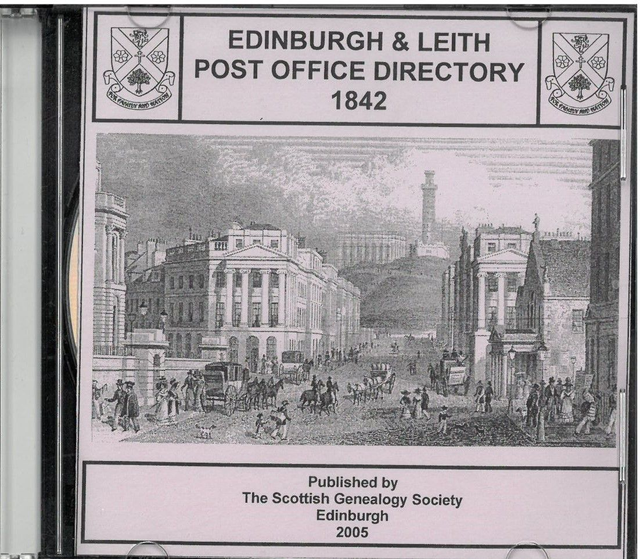 EDINBURGH & LEITH
POST OFFICE DIRECTORY
1842
Published by
The Scottish Genealogy Society
Edinburgh
2005